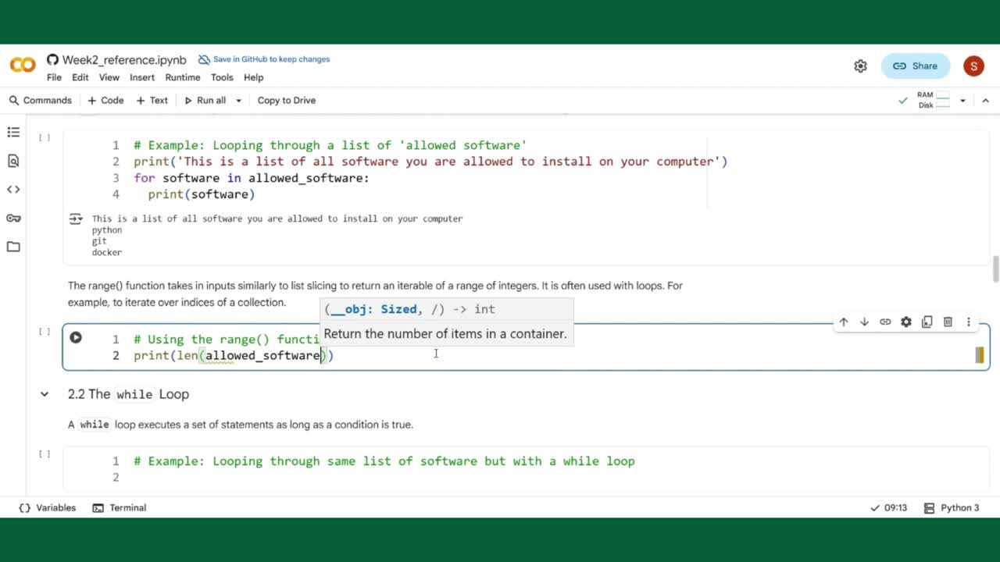 Week2_reference.ipynb
Save in GitHub to keep changes
File Edit View Insert Runtime Tools Help
Share
S
Commands + Code + Text Run all Copy to Drive
RAM
Disk
[ ]
1 # Example: Looping through a list of 'allowed software'
2 print('This is a list of all software you are allowed to install on your computer')
3 for software in allowed_software:
4 print(software)
This is a list of all software you are allowed to install on your computer
python
git
docker
The range() function takes in inputs similarly to list slicing to return an iterable of a range of integers. It is often used with loops. For
example, to iterate over indices of a collection.
(__obj: Sized, /) -> int
Return the number of items in a container.
[ ]
1 # Using the range() functi
2 print(len(allowed_software))
2.2 The while Loop
A while loop executes a set of statements as long as a condition is true.
[ ]
1 # Example: Looping through same list of software but with a while loop
2
{} Variables Terminal
09:13 Python 3